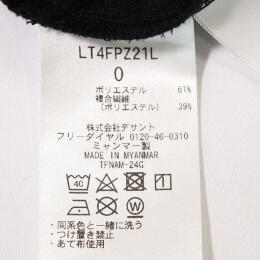 LT4FPZ21L
0
ポリエステル 61%
複合繊維
(ポリエステル) 39%
株式会社デサント
フリーダイヤル 0120-46-0310
ミャンマー製
MADE IN MYANMAR
TFNAM-24G
40
W
・同系色と一緒に洗う
・つけ置き禁止
・あて布使用